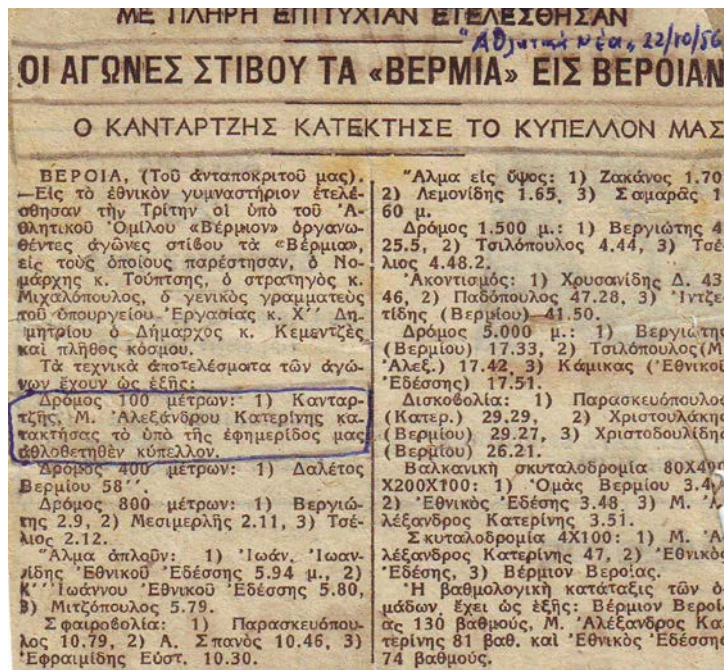 ΜΕ ΠΛΗΡΗ ΕΠΙΤΥΧΙΑΝ ΕΤΕΛΕΣΘΗΣΑΝ
"Αθλητικά Νέα" 22/10/56
ΟΙ ΑΓΩΝΕΣ ΣΤΙΒΟΥ ΤΑ «ΒΕΡΜΙΑ» ΕΙΣ ΒΕΡΟΙΑΝ
Ο ΚΑΝΤΑΡΤΖΗΣ ΚΑΤΕΚΤΗΣΕ ΤΟ ΚΥΠΕΛΛΟΝ ΜΑΣ
ΒΕΡΟΙΑ, (Τοῦ ἀνταποκριτοῦ μας).
—Εἰς τὸ ἐθνικὸν γυμναστήριον ἐτελέ-
σθησαν τὴν Τρίτην οἱ ὑπὸ τοῦ Ἀ-
θλητικοῦ Ὁμίλου «Βέρμιον» ὀργανω-
θέντες ἀγῶνες στίβου τὰ «Βέρμια»,
εἰς τοὺς ὁποίους παρέστησαν, ὁ Νο-
μάρχης κ. Τούπτσης, ὁ στρατηγὸς κ.
Μιχαλόπουλος, ὁ γενικὸς γραμματεὺς
τοῦ ὑπουργείου Ἐργασίας κ. Χ'' Δη-
μητρίου ὁ Δήμαρχος κ. Κεμεντζὲς
καὶ πλῆθος κόσμου.
Τὰ τεχνικὰ ἀποτελέσματα τῶν ἀγώ-
νων ἔχουν ὡς ἑξῆς:
Δρόμος 100 μέτρων: 1) Κανταρ-
τζῆς, Μ. Ἀλεξάνδρου Κατερίνης κα-
τακτήσας τὸ ὑπὸ τῆς ἐφημερίδος μας
ἀθλοθετηθὲν κύπελλον.
Δρόμος 400 μέτρων: 1) Δαλέτος
Βερμίου 58''.
Δρόμος 800 μέτρων: 1) Βεργιώ-
της 2.9, 2) Μεσιμερλῆς 2.11, 3) Τσέ-
λιος 2.12.
Ἅλμα ἁπλοῦν: 1) Ἰωάν. Ἰωαν-
νίδης Ἐθνικοῦ Ἐδέσσης 5.94 μ., 2)
Κ''Ἰωάννου Ἐθνικοῦ Ἐδέσσης 5.80,
3) Μιτζόπουλος 5.79.
Σφαιροβολία: 1) Παρασκευόπου-
λος 10.79, 2) Α. Σπανὸς 10.46, 3)
Ἐφραιμίδης Εὐστ. 10.30.
Ἅλμα εἰς ὕψος: 1) Ζακάνος 1.70
2) Λεμονίδης 1.65, 3) Σαμαρᾶς 1
60 μ.
Δρόμος 1.500 μ.: 1) Βεργιώτης 4
25.5, 2) Τσιλόπουλος 4.44, 3) Τσέ
λιος 4.48.2.
Ἀκοντισμός: 1) Χρυσανίδης Δ. 43
46, 2) Παδόπουλος 47.28, 3) Ἰντζε
τίδης (Βερμίου) 41.50.
Δρόμος 5.000 μ.: 1) Βεργιώτης
(Βερμίου) 17.33, 2) Τσιλόπουλος (Μ
Ἀλεξ.) 17.42, 3) Κάμικας (Ἐθνικοῦ
Ἐδέσσης) 17.51.
Δισκοβολία: 1) Παρασκευόπουλος
(Κατερ.) 29.29, 2) Χριστουλάκης
(Βερμίου) 29.27, 3) Χριστοδουλίδης
(Βερμίου) 26.21.
Βαλκανικὴ σκυταλοδρομία 80Χ400
Χ200Χ100: 1) Ὁμὰς Βερμίου 3.4
2) Ἐθνικὸς Ἐδέσης 3.48 3) Μ. Ἀ
λέξανδρος Κατερίνης 3.51.
Σκυταλοδρομία 4Χ100: 1) Μ. Ἀ
λέξανδρος Κατερίνης 47, 2) Ἐθνικὸς
Ἐδέσης, 3) Βέρμιον Βεροίας.
Ἡ βαθμολογικὴ κατάταξις τῶν ὁ-
μάδων ἔχει ὡς ἑξῆς: Βέρμιον Βεροί
ας 130 βαθμούς, Μ. Ἀλέξανδρος Κα
τερίνης 81 βαθ. καὶ Ἐθνικὸς Ἐδέσσης
74 βαθμούς.